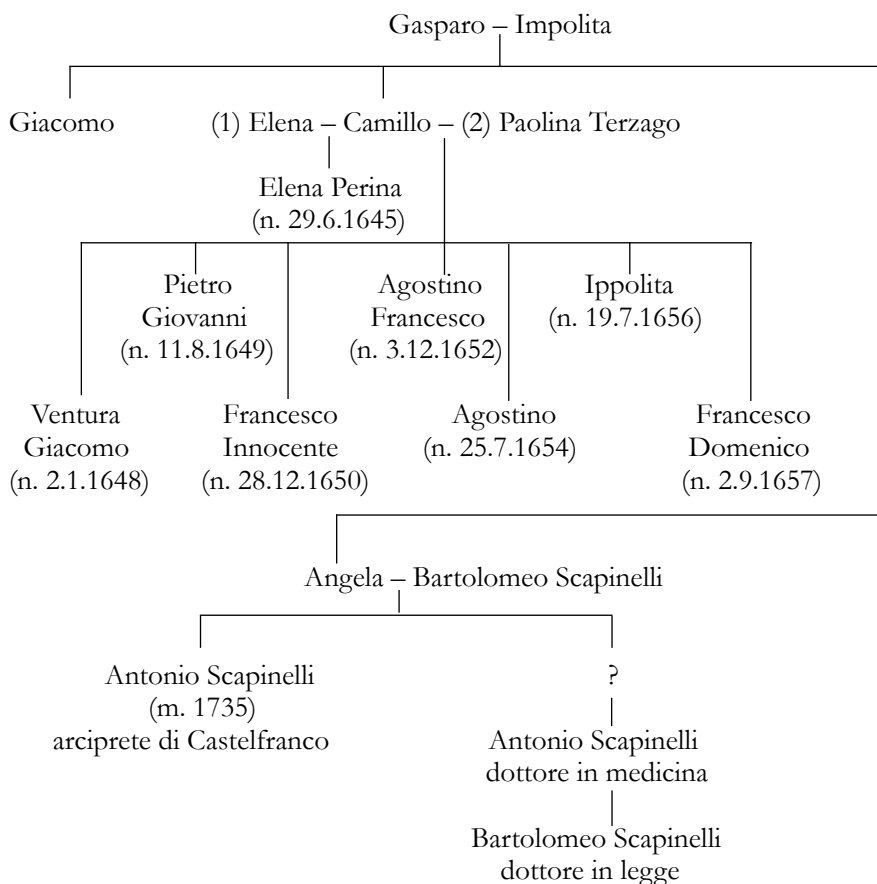 Gasparo – Impolita
Giacomo
(1) Elena – Camillo – (2) Paolina Terzago
Elena Perina
(n. 29.6.1645)
Pietro
Giovanni
(n. 11.8.1649)
Agostino
Francesco
(n. 3.12.1652)
Ippolita
(n. 19.7.1656)
Ventura
Giacomo
(n. 2.1.1648)
Francesco
Innocente
(n. 28.12.1650)
Agostino
(n. 25.7.1654)
Francesco
Domenico
(n. 2.9.1657)
Angela – Bartolomeo Scapinelli
Antonio Scapinelli
(m. 1735)
arciprete di Castelfranco
?
Antonio Scapinelli
dottore in medicina
Bartolomeo Scapinelli
dottore in legge